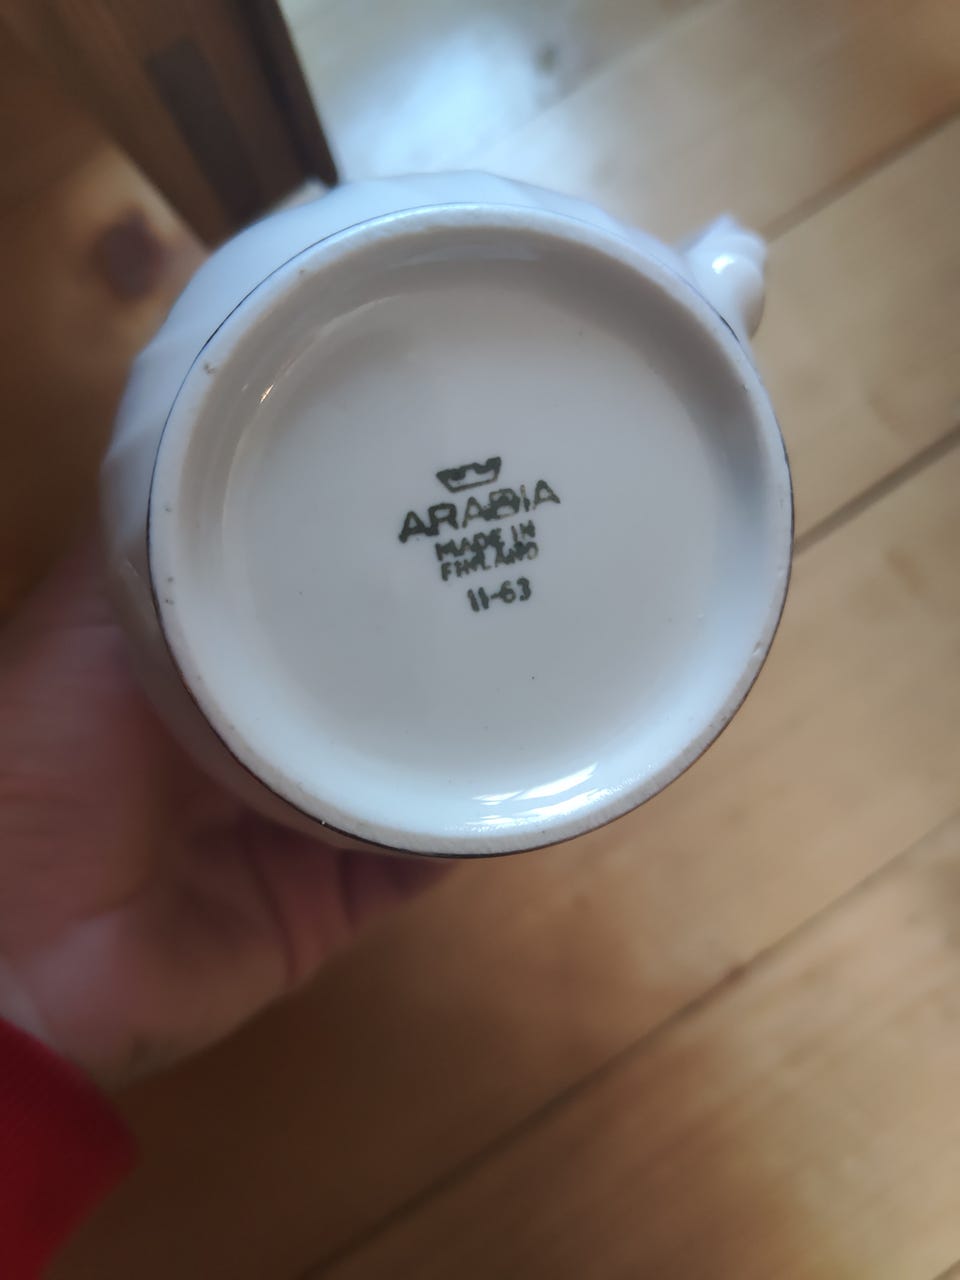 ARABIA
MADE IN
FINLAND
11-63